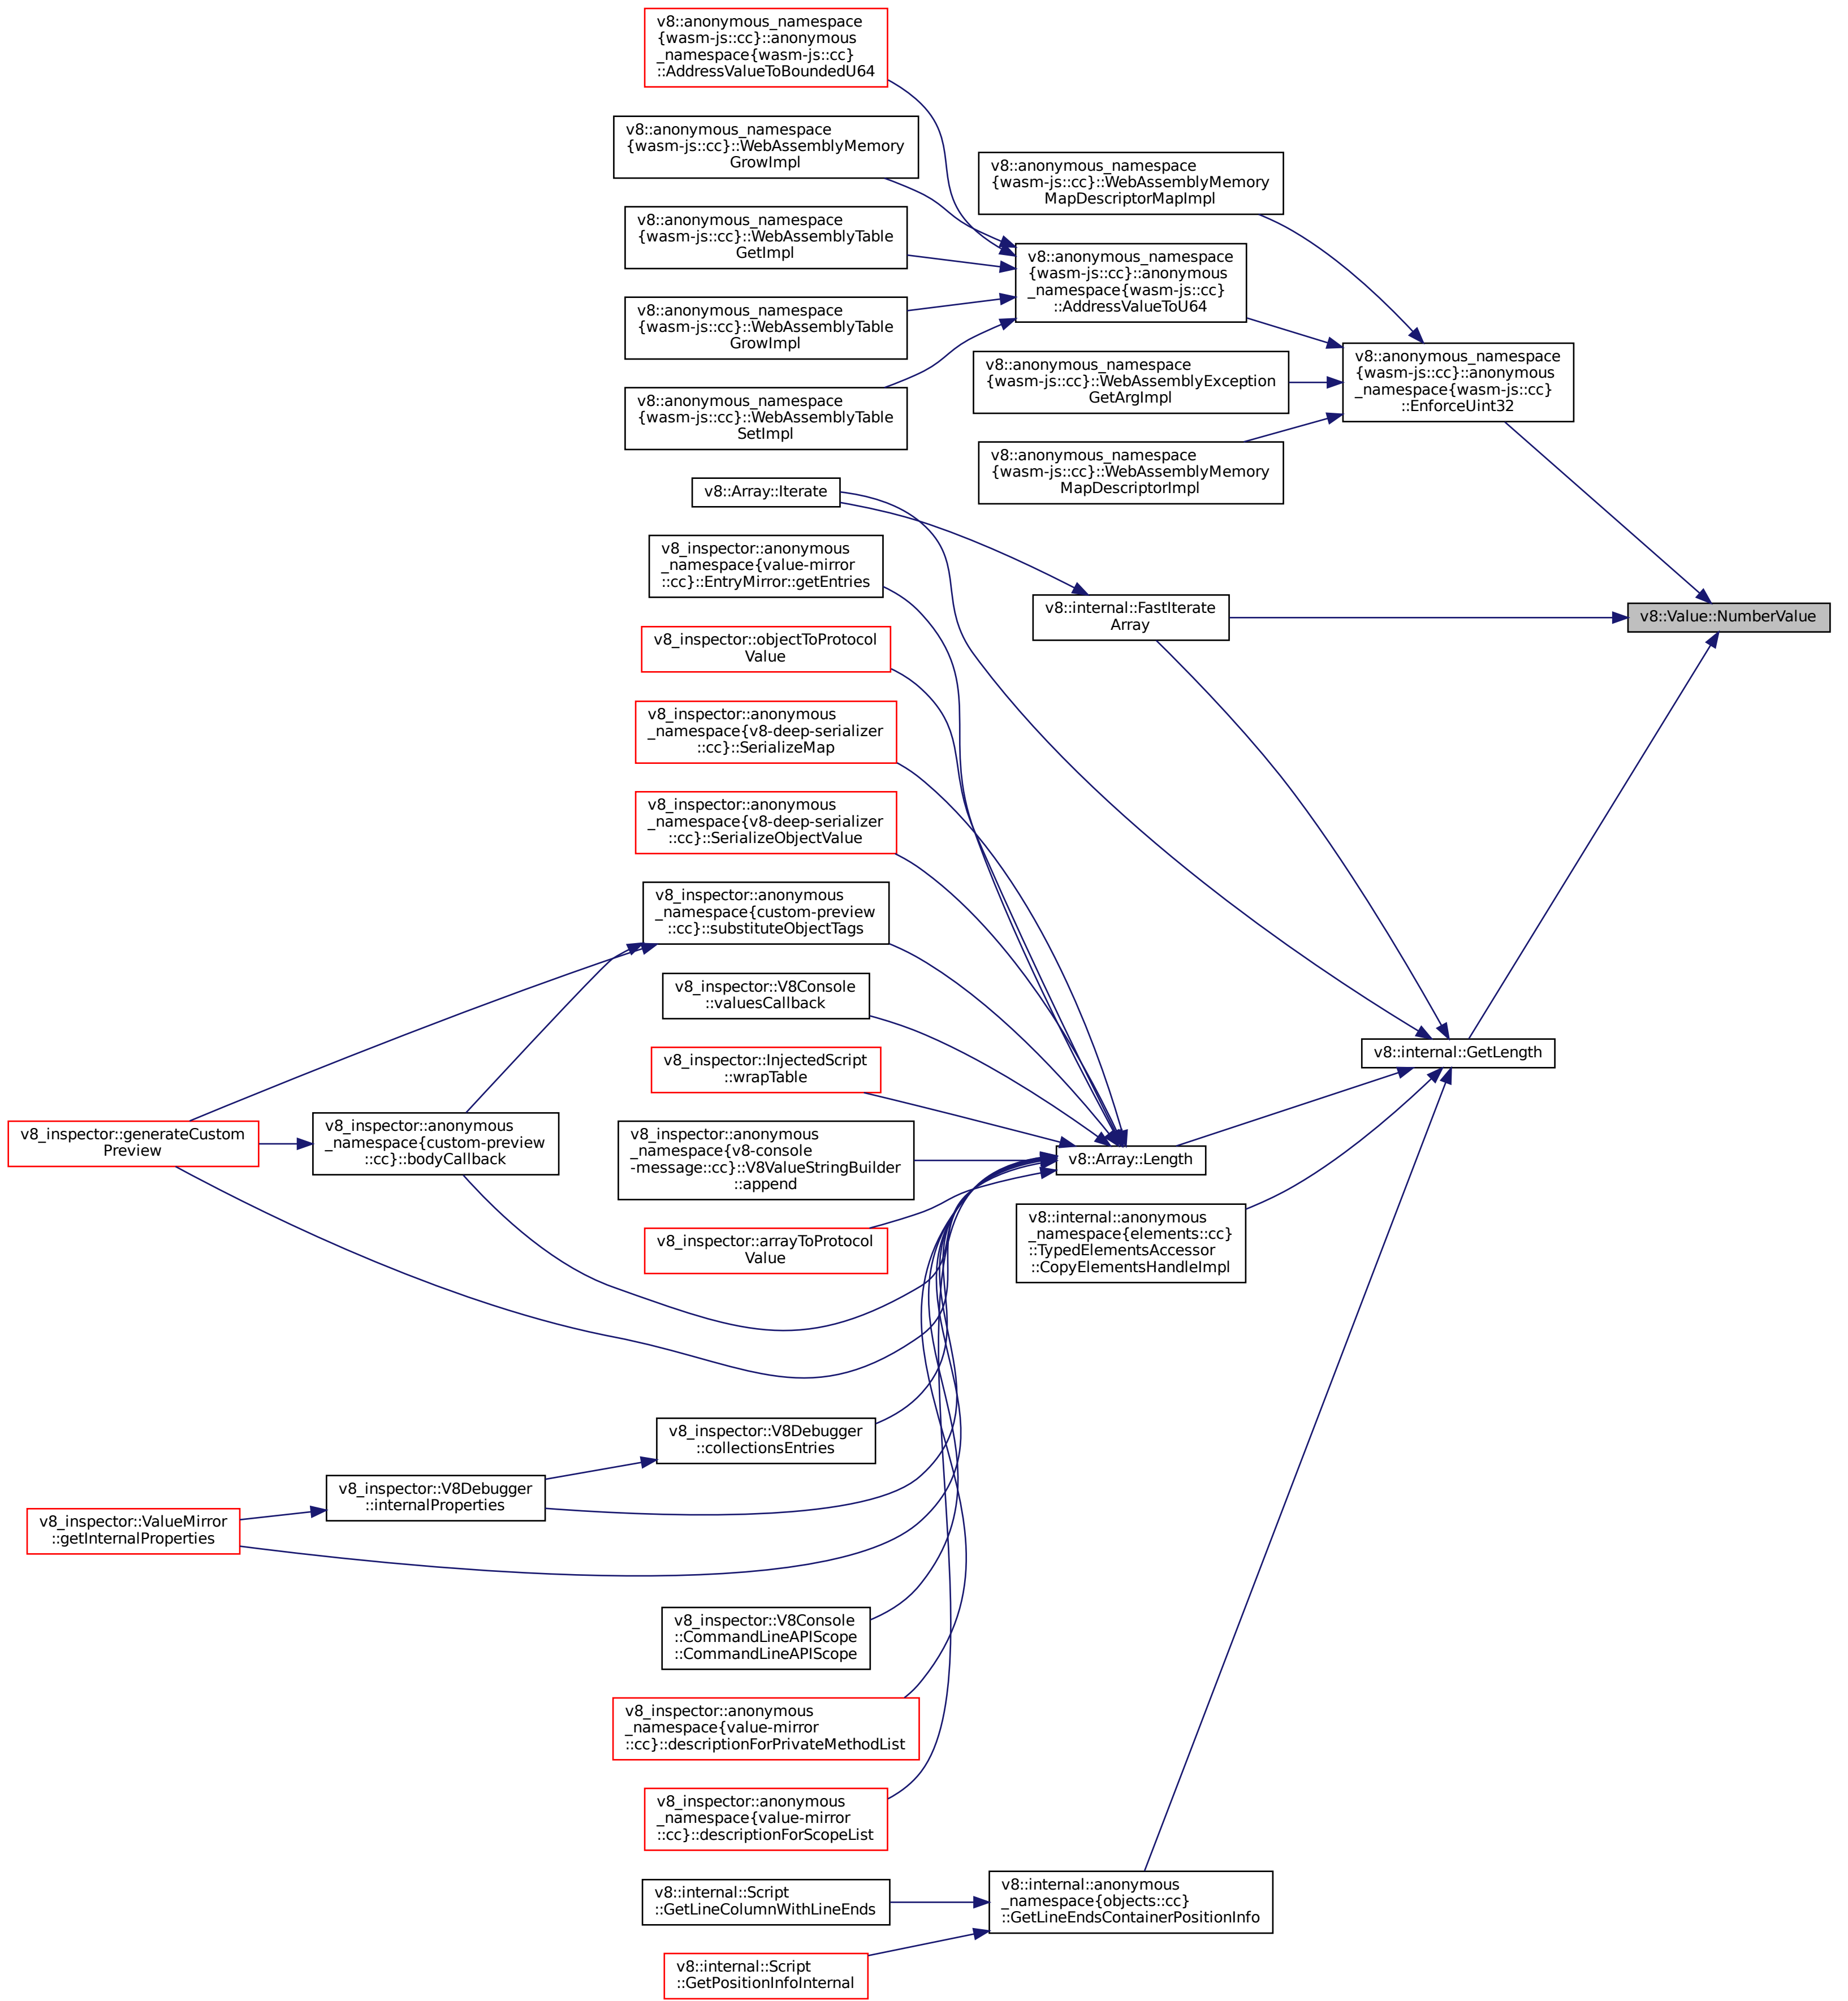 v8::anonymous_namespace
{wasm-js::cc}::anonymous
_namespace{wasm-js::cc}
::AddressValueToBoundedU64
v8::anonymous_namespace
{wasm-js::cc}::WebAssemblyMemory
GrowImpl
v8::anonymous_namespace
{wasm-js::cc}::WebAssemblyMemory
MapDescriptorMapImpl
v8::anonymous_namespace
{wasm-js::cc}::WebAssemblyTable
GetImpl
v8::anonymous_namespace
{wasm-js::cc}::anonymous
_namespace{wasm-js::cc}
::AddressValueToU64
v8::anonymous_namespace
{wasm-js::cc}::WebAssemblyTable
GrowImpl
v8::anonymous_namespace
{wasm-js::cc}::WebAssemblyException
GetArgImpl
v8::anonymous_namespace
{wasm-js::cc}::anonymous
_namespace{wasm-js::cc}
::EnforceUint32
v8::anonymous_namespace
{wasm-js::cc}::WebAssemblyTable
SetImpl
v8::anonymous_namespace
{wasm-js::cc}::WebAssemblyMemory
MapDescriptorImpl
v8::Array::Iterate
v8_inspector::anonymous
_namespace{value-mirror
::cc}::EntryMirror::getEntries
v8::internal::FastIterate
Array
v8::Value::NumberValue
v8_inspector::objectToProtocol
Value
v8_inspector::anonymous
_namespace{v8-deep-serializer
::cc}::SerializeMap
v8_inspector::anonymous
_namespace{v8-deep-serializer
::cc}::SerializeObjectValue
v8_inspector::anonymous
_namespace{custom-preview
::cc}::substituteObjectTags
v8_inspector::V8Console
::valuesCallback
v8::internal::GetLength
v8_inspector::InjectedScript
::wrapTable
v8_inspector::generateCustom
Preview
v8_inspector::anonymous
_namespace{custom-preview
::cc}::bodyCallback
v8_inspector::anonymous
_namespace{v8-console
-message::cc}::V8ValueStringBuilder
::append
v8::Array::Length
v8_inspector::arrayToProtocol
Value
v8::internal::anonymous
_namespace{elements::cc}
::TypedElementsAccessor
::CopyElementsHandleImpl
v8_inspector::V8Debugger
::collectionsEntries
v8_inspector::V8Debugger
::internalProperties
v8_inspector::ValueMirror
::getInternalProperties
v8_inspector::V8Console
::CommandLineAPIScope
::CommandLineAPIScope
v8_inspector::anonymous
_namespace{value-mirror
::cc}::descriptionForPrivateMethodList
v8_inspector::anonymous
_namespace{value-mirror
::cc}::descriptionForScopeList
v8::internal::Script
::GetLineColumnWithLineEnds
v8::internal::anonymous
_namespace{objects::cc}
::GetLineEndsContainerPositionInfo
v8::internal::Script
::GetPositionInfoInternal